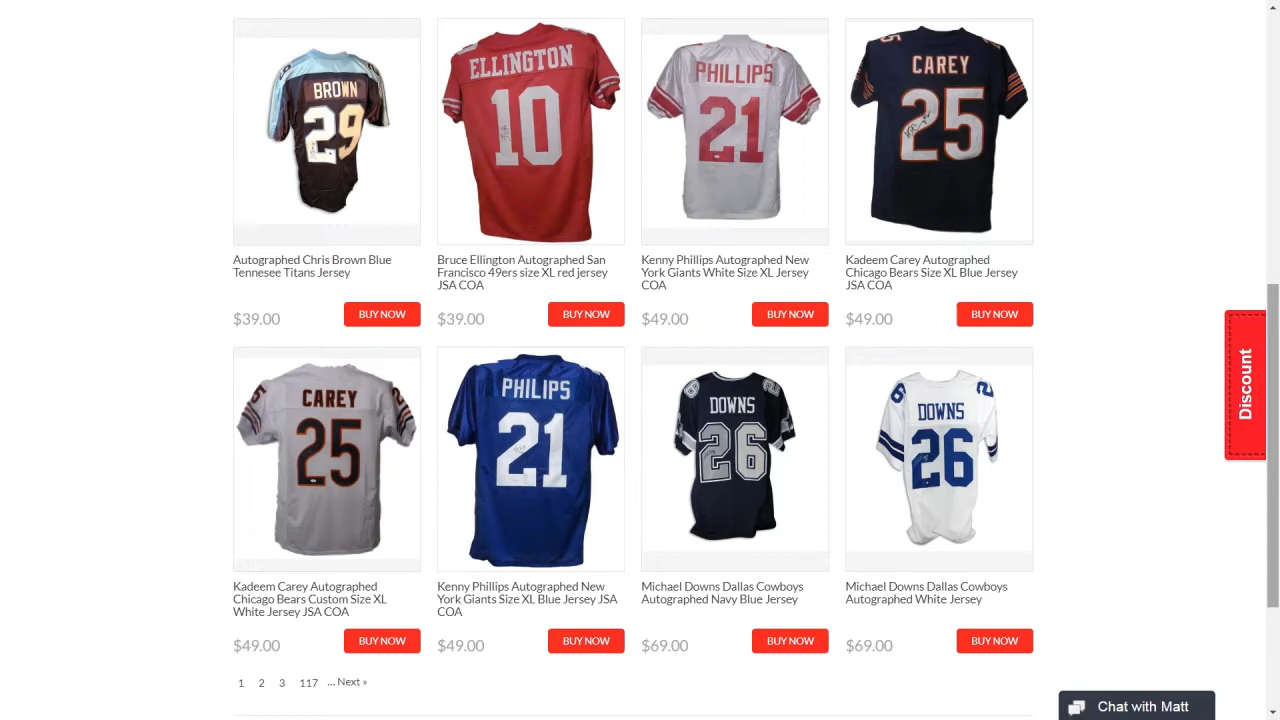 BROWN
29
ELLINGTON
10
PHILLIPS
21
CAREY
25
Autographed Chris Brown Blue
Tennesee Titans Jersey
Bruce Ellington Autographed San
Francisco 49ers size XL red jersey
JSA COA
Kenny Phillips Autographed New
York Giants White Size XL Jersey
COA
Kadeem Carey Autographed
Chicago Bears Size XL Blue Jersey
JSA COA
$39.00
BUY NOW
$39.00
BUY NOW
$49.00
BUY NOW
$49.00
BUY NOW
CAREY
25
PHILIPS
21
DOWNS
26
DOWNS
26
Kadeem Carey Autographed
Chicago Bears Custom Size XL
White Jersey JSA COA
Kenny Phillips Autographed New
York Giants Size XL Blue Jersey JSA
COA
Michael Downs Dallas Cowboys
Autographed Navy Blue Jersey
Michael Downs Dallas Cowboys
Autographed White Jersey
$49.00
BUY NOW
$49.00
BUY NOW
$69.00
BUY NOW
$69.00
BUY NOW
1 2 3 117 ... Next »
Discount
Chat with Matt